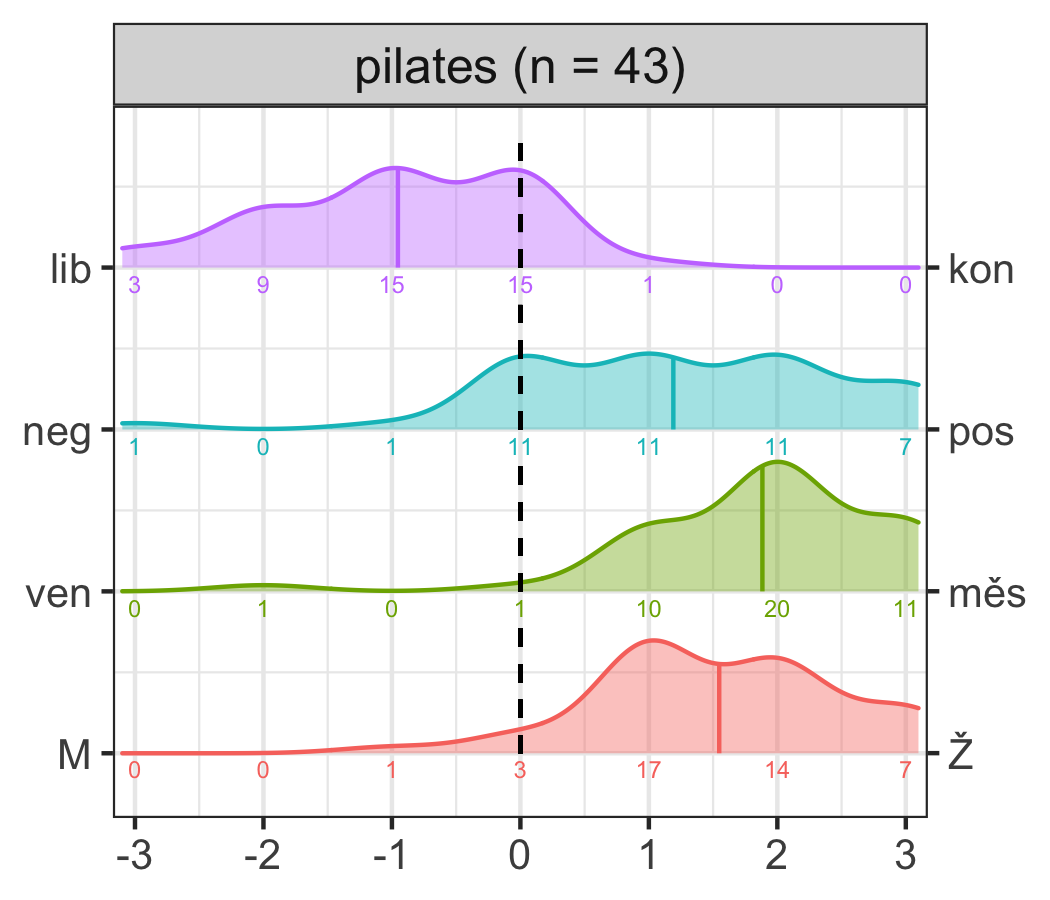 pilates (n = 43)
lib kon
3 9 15 15 1 0 0
neg pos
1 0 1 11 11 11 7
ven měs
0 1 0 1 10 20 11
M Ž
0 0 1 3 17 14 7
-3 -2 -1 0 1 2 3